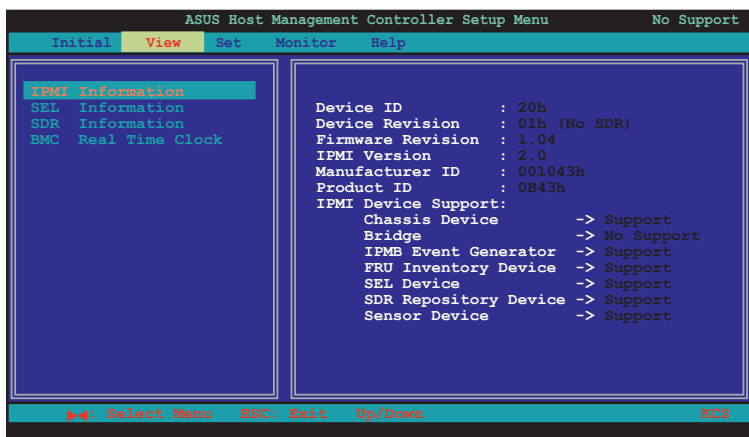 ASUS Host Management Controller Setup Menu No Support
Initial View Set Monitor Help
IPMI Information
SEL Information
SDR Information
BMC Real Time Clock
Device ID : 20h
Device Revision : 01h (No SDR)
Firmware Revision : 1.04
IPMI Version : 2.0
Manufacturer ID : 001043h
Product ID : 0B43h
IPMI Device Support:
Chassis Device -> Support
Bridge -> No Support
IPMB Event Generator -> Support
FRU Inventory Device -> Support
SEL Device -> Support
SDR Repository Device -> Support
Sensor Device -> Support
▶◀: Select Menu ESC: Exit Up/Down KCS